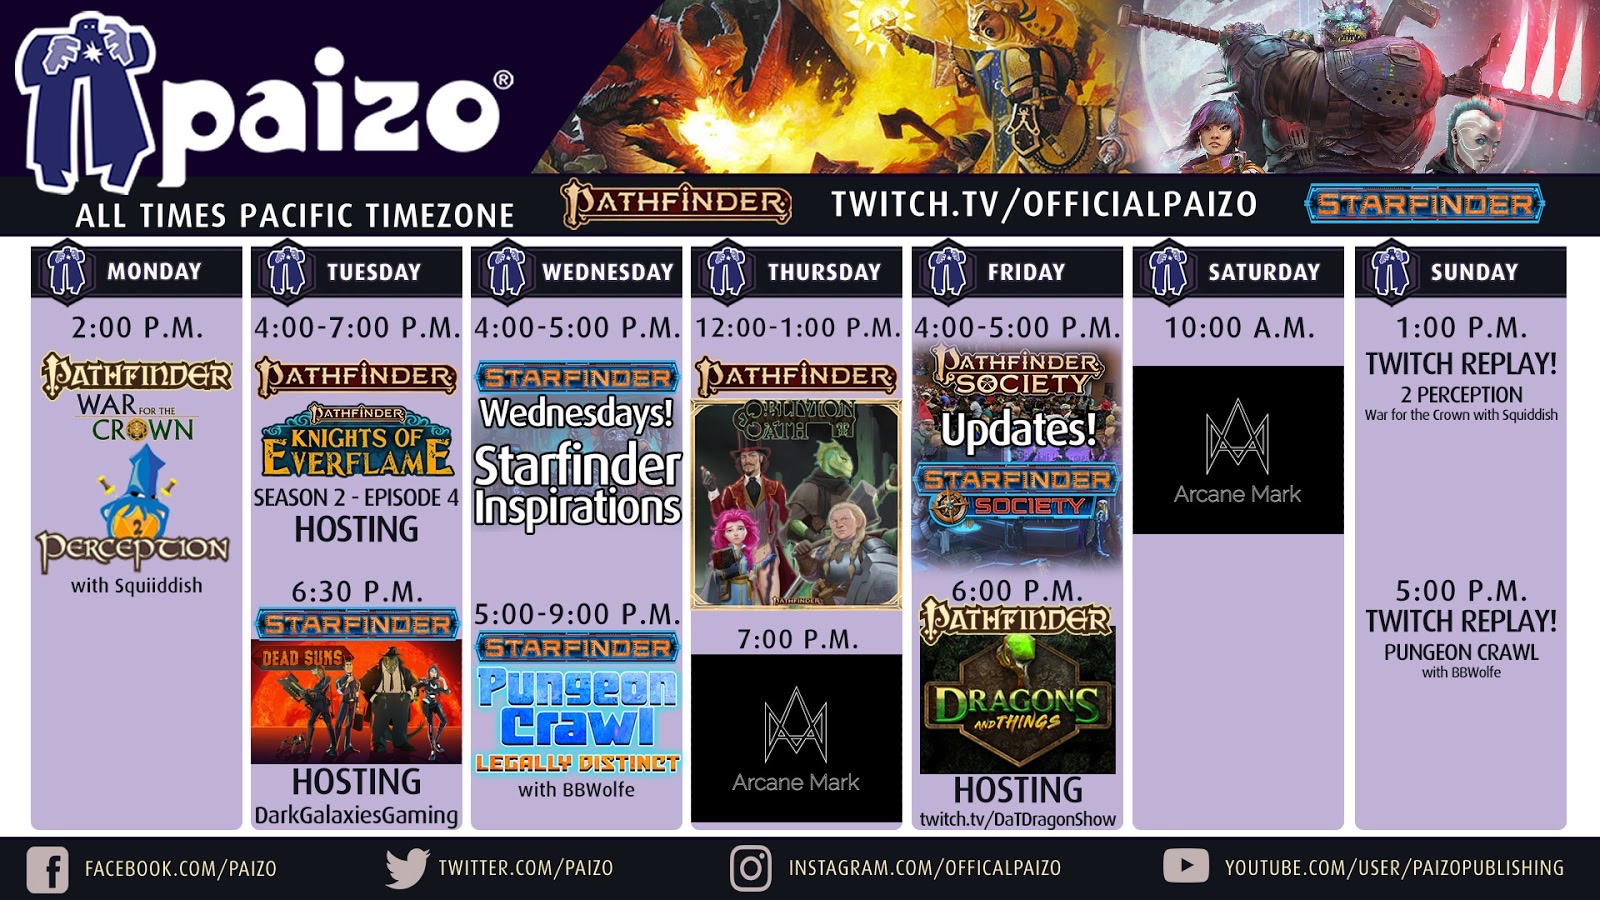 paizo®
ALL TIMES PACIFIC TIMEZONE
PATHFINDER
TWITCH.TV/OFFICIALPAIZO
STARFINDER
MONDAY
2:00 P.M.
PATHFINDER
WAR FOR THE
CROWN
2
PERCEPTION
with Squiiddish
TUESDAY
4:00-7:00 P.M.
PATHFINDER
PATHFINDER
KNIGHTS OF
EVERFLAME
SEASON 2 - EPISODE 4
HOSTING
6:30 P.M.
STARFINDER
DEAD SUNS
HOSTING
DarkGalaxiesGaming
WEDNESDAY
4:00-5:00 P.M.
STARFINDER
Wednesdays!
Starfinder
Inspirations
5:00-9:00 P.M.
STARFINDER
Pungeon
Crawl
LEGALLY DISTINCT
with BBWolfe
THURSDAY
12:00-1:00 P.M.
PATHFINDER
OBLIVION
OATH
PATHFINDER
7:00 P.M.
Arcane Mark
FRIDAY
4:00-5:00 P.M.
PATHFINDER
SOCIETY
Updates!
STARFINDER
SOCIETY
6:00 P.M.
PATHFINDER
DRAGONS
AND THINGS
HOSTING
twitch.tv/DaTDragonShow
SATURDAY
10:00 A.M.
Arcane Mark
SUNDAY
1:00 P.M.
TWITCH REPLAY!
2 PERCEPTION
War for the Crown with Squiddish
5:00 P.M.
TWITCH REPLAY!
PUNGEON CRAWL
with BBWolfe
FACEBOOK.COM/PAIZO
TWITTER.COM/PAIZO
INSTAGRAM.COM/OFFICALPAIZO
YOUTUBE.COM/USER/PAIZOPUBLISHING